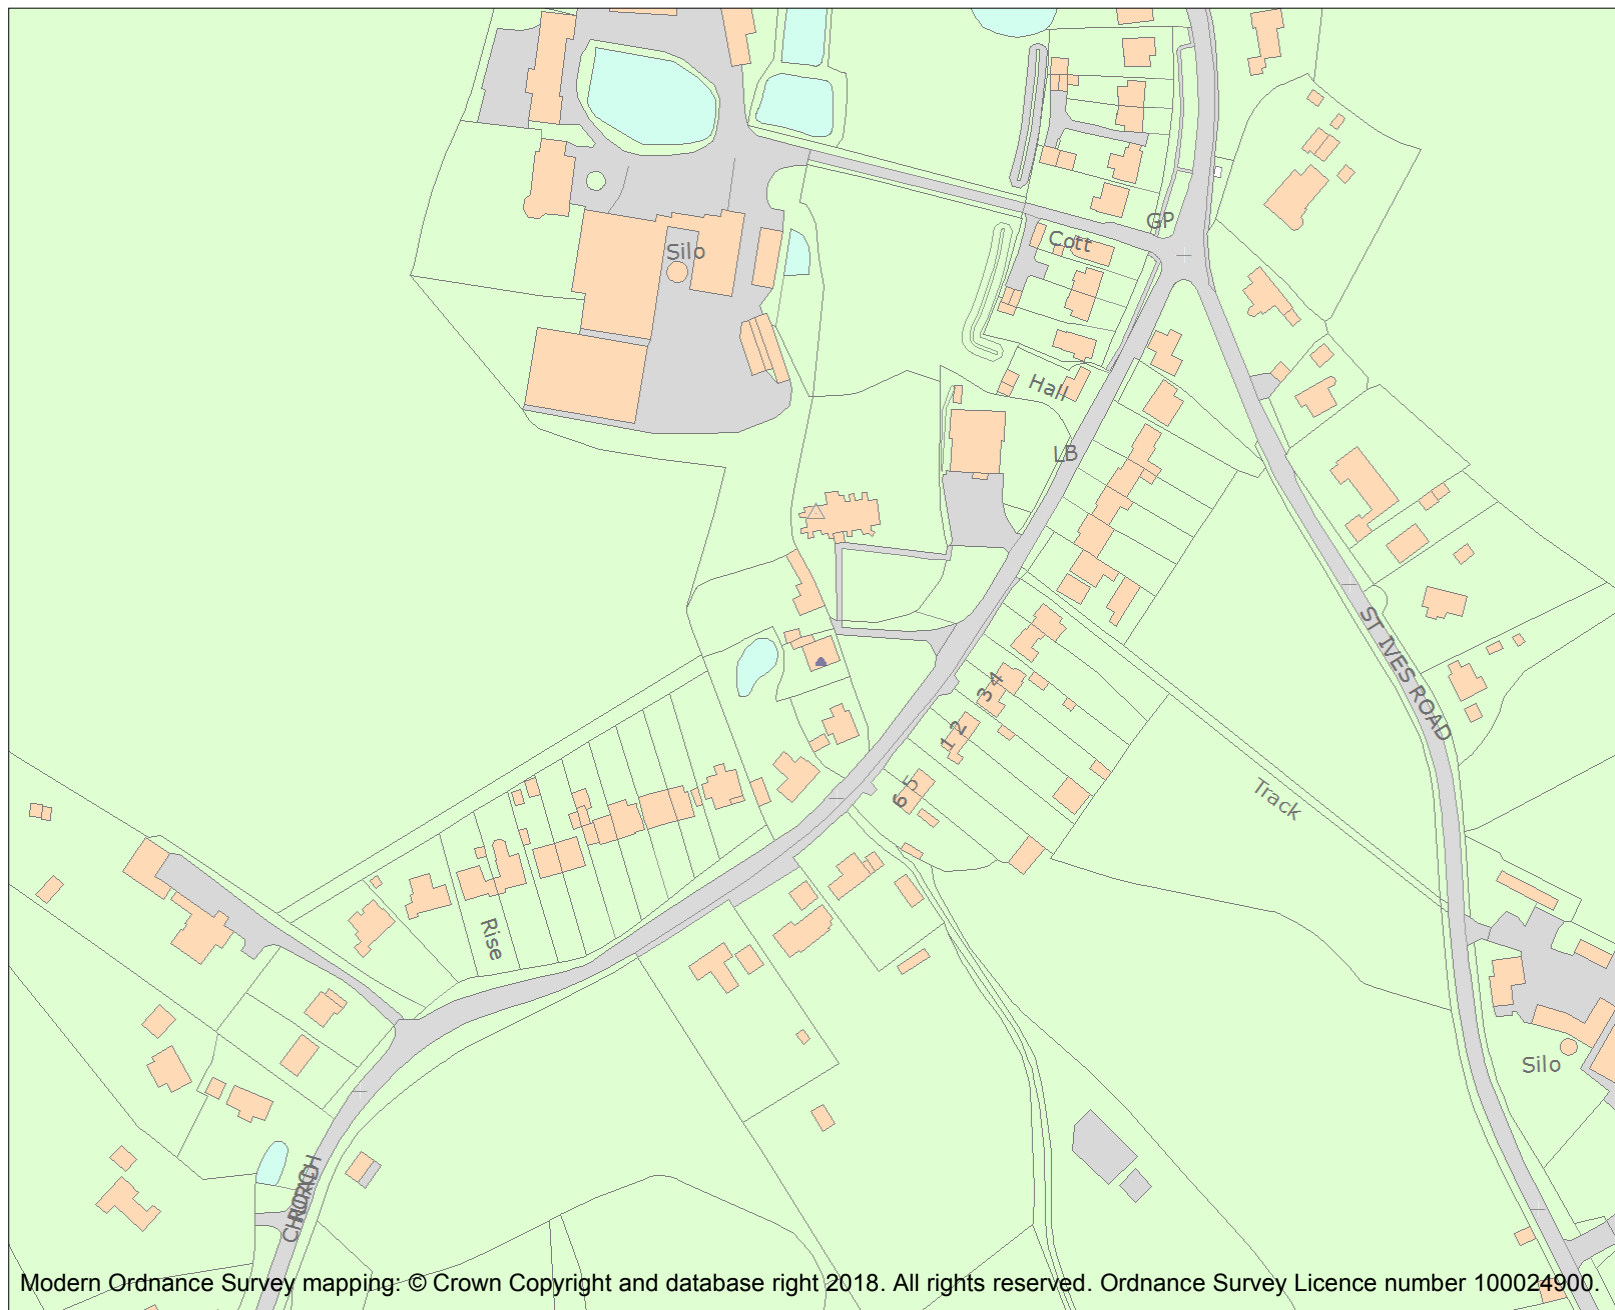 GP
Cott
Silo
Hall
LB
ST IVES ROAD
3 4
1 2
6 5
Track
Rise
Silo
CHURCH
ROAD
Modern Ordnance Survey mapping: © Crown Copyright and database right 2018. All rights reserved. Ordnance Survey Licence number 100024900.